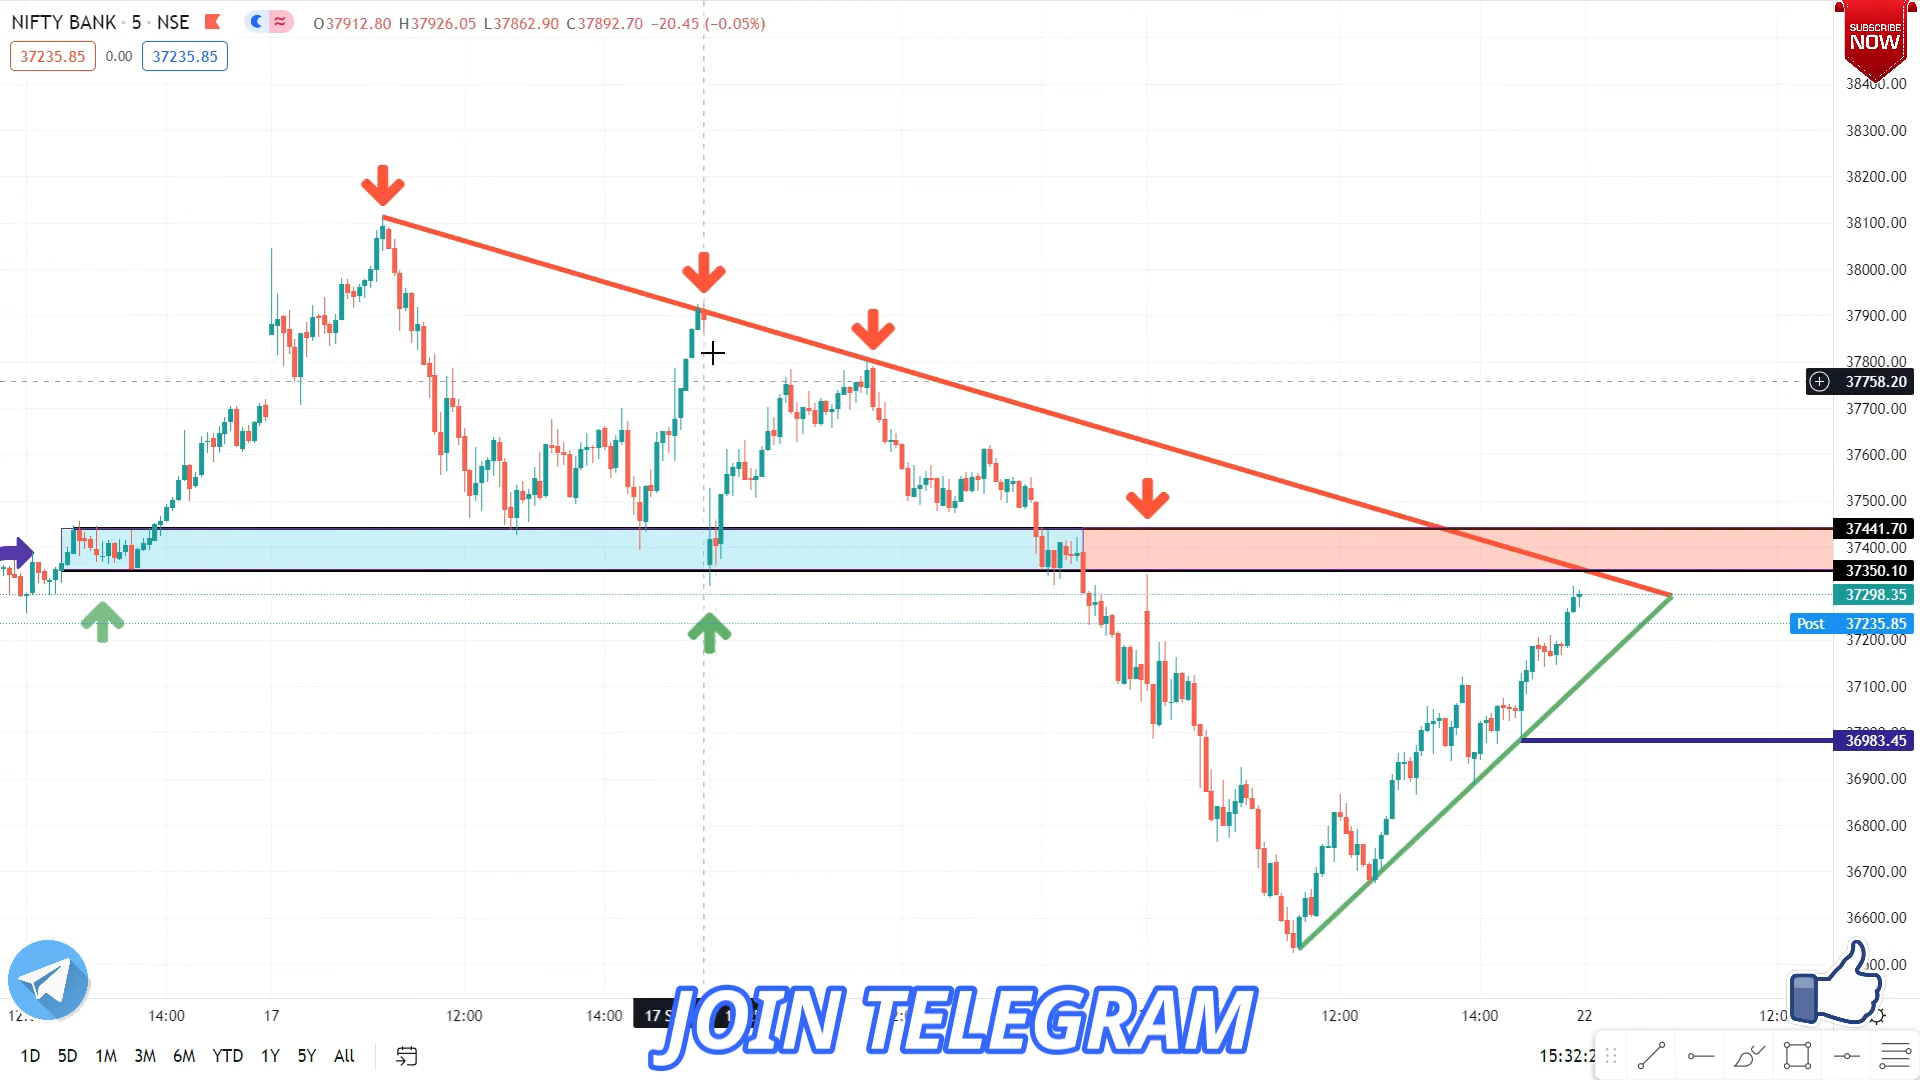 NIFTY BANK · 5 · NSE
O37912.80 H37926.05 L37862.90 C37892.70 −20.45 (−0.05%)
37235.85 0.00 37235.85
SUBSCRIBE
NOW
38400.00
38300.00
38200.00
38100.00
38000.00
37900.00
37800.00
37758.20
37700.00
37600.00
37500.00
37441.70
37400.00
37350.10
37298.35
Post 37235.85
37200.00
37100.00
36983.45
36900.00
36800.00
36700.00
36600.00
14:00 17 12:00 14:00 17 12:00 14:00 22
JOIN TELEGRAM
1D 5D 1M 3M 6M YTD 1Y 5Y All